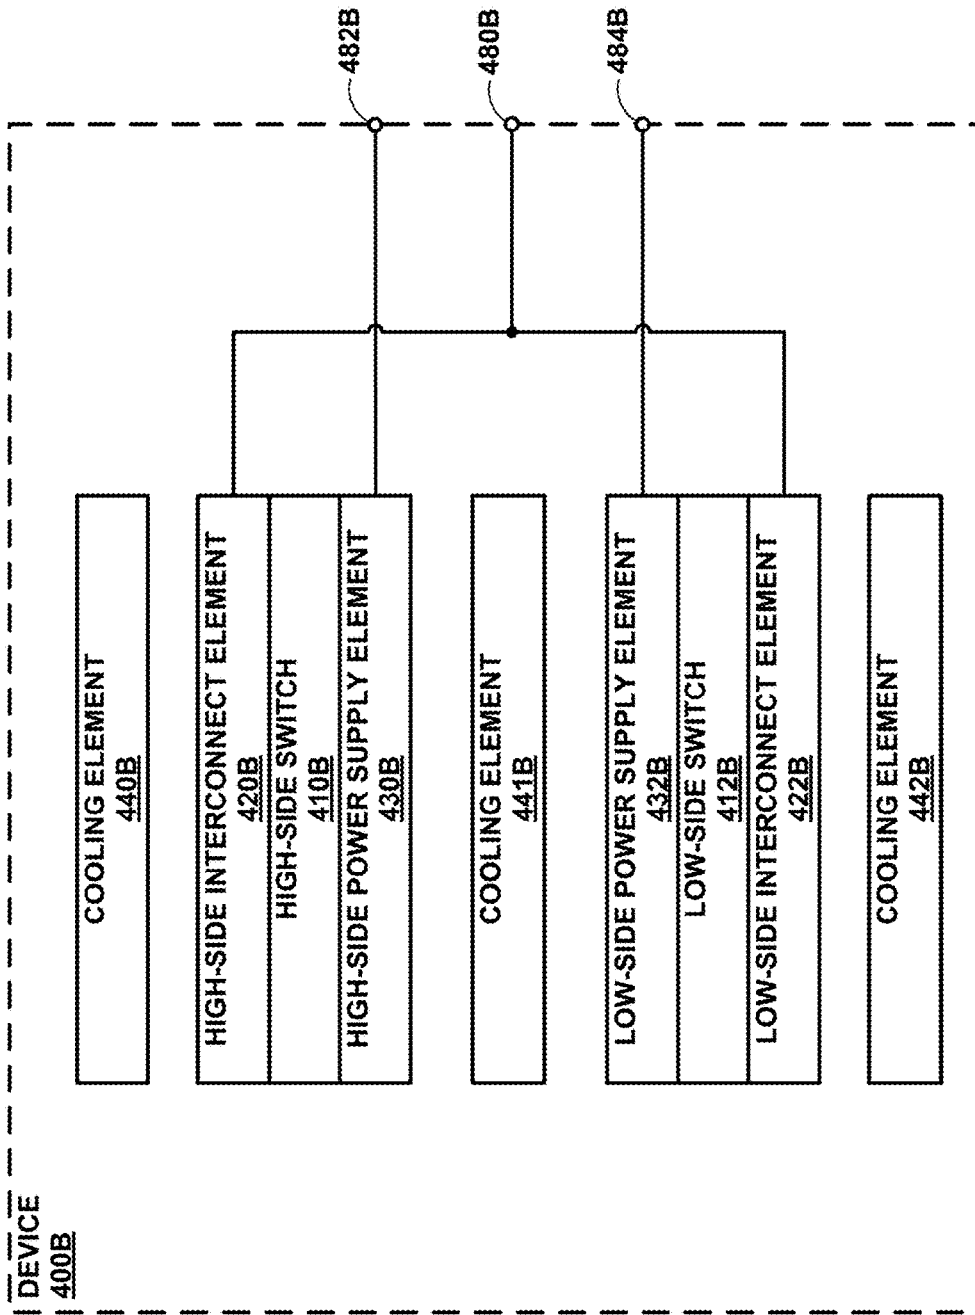 DEVICE
400B
COOLING ELEMENT
440B
HIGH-SIDE INTERCONNECT ELEMENT
420B
HIGH-SIDE SWITCH
410B
HIGH-SIDE POWER SUPPLY ELEMENT
430B
COOLING ELEMENT
441B
LOW-SIDE POWER SUPPLY ELEMENT
432B
LOW-SIDE SWITCH
412B
LOW-SIDE INTERCONNECT ELEMENT
422B
COOLING ELEMENT
442B
482B
480B
484B